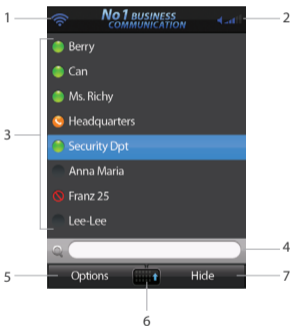 1
No1 BUSINESS
COMMUNICATION
2
Berry
Can
Ms. Richy
3
Headquarters
Security Dpt
Anna Maria
Franz 25
Lee-Lee
4
5
Options
Hide
7
6